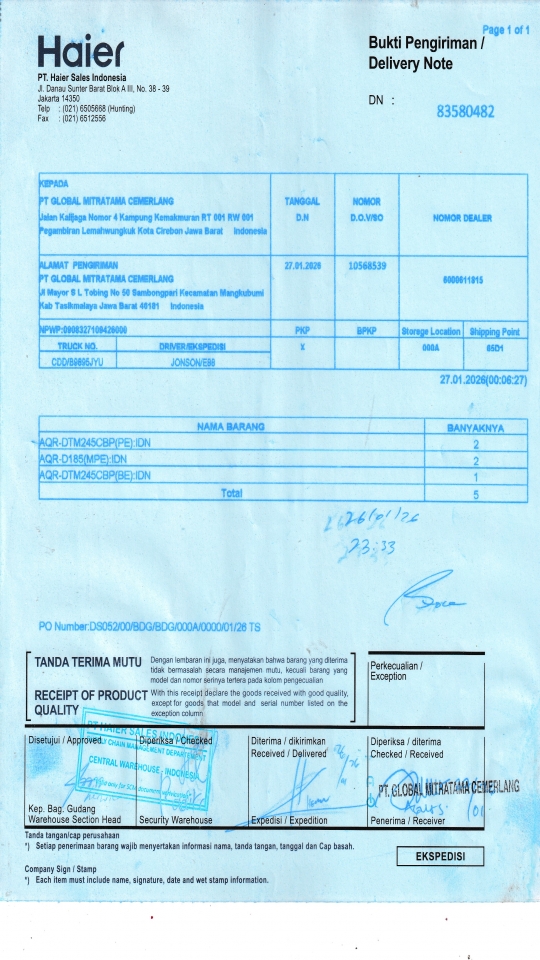 Page 1 of 1
Haier
Bukti Pengiriman /
Delivery Note
PT. Haier Sales Indonesia
Jl. Danau Sunter Barat Blok A III, No. 38 - 39
Jakarta 14350
Telp : (021) 6505668 (Hunting)
Fax : (021) 6512556
DN :
83580482
KEPADA
PT GLOBAL MITRATAMA CEMERLANG
Jalan Kalijaga Nomor 4 Kampung Kemakmuran RT 001 RW 001
Pegambiran Lemahwungkuk Kota Cirebon Jawa Barat Indonesia
TANGGAL
D.N
NOMOR
D.O.V/SO
NOMOR DEALER
ALAMAT PENGIRIMAN
PT GLOBAL MITRATAMA CEMERLANG
Jl Mayor S L Tobing No 56 Sambongpari Kecamatan Mangkubumi
Kab Tasikmalaya Jawa Barat 46181 Indonesia
27.01.2026
10568539
NPWP:
PKP
BPKP
Storage Location
Shipping Point
TRUCK NO.
DRIVER/EKSPEDISI
X
000A
85D1
CDD/B9895JYU
27.01.2026(00:06:27)
NAMA BARANG
BANYAKNYA
AQR-DTM245CBP(PE):IDN 2
AQR-D185(MPE):IDN 2
AQR-DTM245CBP(BE):IDN 1
Total 5
26/01/26
23:33
PO Number:DS052/00/BDG/BDG/000A/0000/01/26 TS
TANDA TERIMA MUTU
Dengan lembaran ini juga, menyatakan bahwa barang yang diterima
tidak bermasalah secara manajemen mutu, kecuali barang yang
model dan nomor serinya tertera pada kolom pengecualian
RECEIPT OF PRODUCT
QUALITY
With this receipt declare the goods received with good quality,
except for goods that model and serial number listed on the
exception column
Perkecualian /
Exception
PT HAIER SALES INDONESIA
SUPPLY CHAIN MANAGEMENT DEPARTMENT
CENTRAL WAREHOUSE - INDONESIA
Disetujui / Approved
Diperiksa / Checked
Diterima / dikirimkan
Received / Delivered
Diperiksa / diterima
Checked / Received
PT. GLOBAL MITRATAMA CEMERLANG
Kep. Bag. Gudang
Warehouse Section Head
Security Warehouse
Expedisi / Expedition
Penerima / Receiver
Tanda tangan/cap perusahaan
*) Setiap penerimaan barang wajib menyertakan informasi nama, tanda tangan, tanggal dan Cap basah.
EKSPEDISI
Company Sign / Stamp
*) Each item must include name, signature, date and wet stamp information.